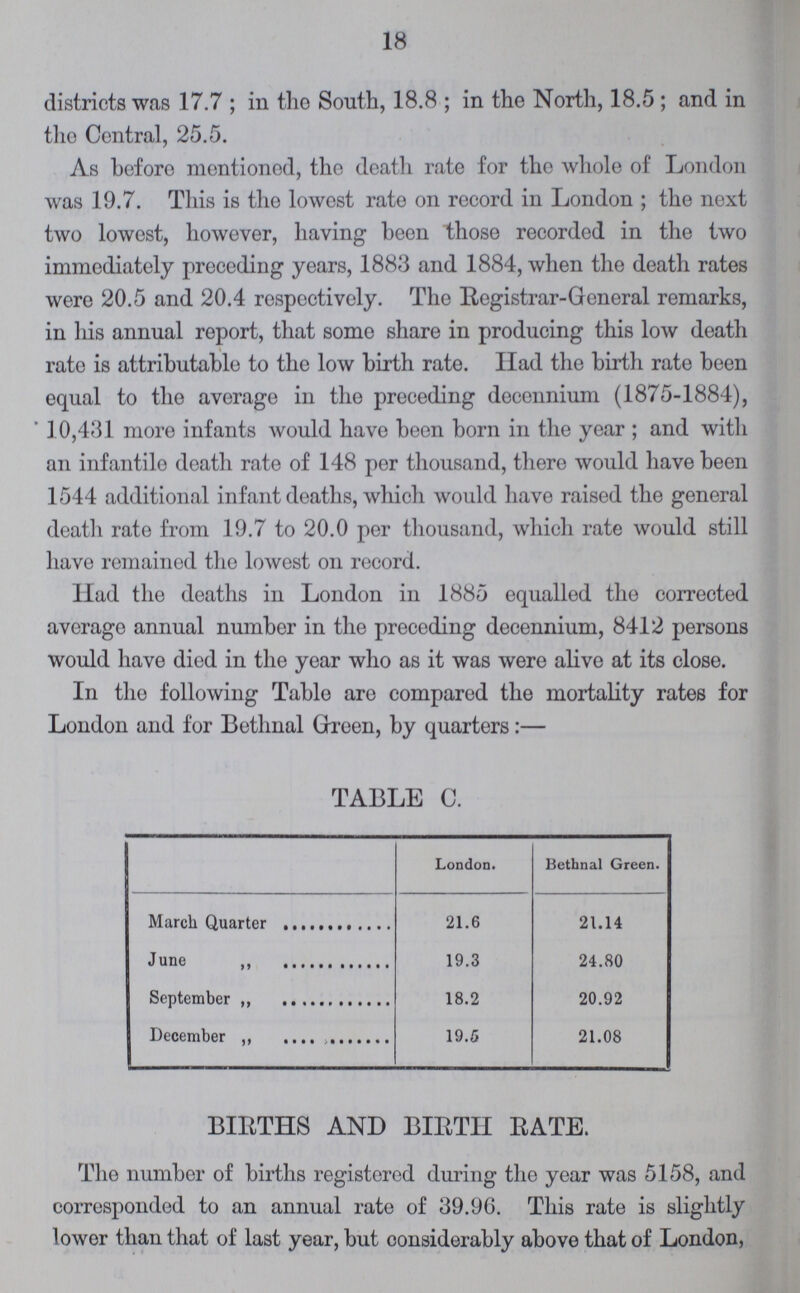 18
districts was 17.7 ; in the South, 18.8 ; in the North, 18.5 ; and in
the Central, 25.5.
As before mentioned, the death rate for the whole of London
was 19.7. This is the lowest rate on record in London ; the next
two lowest, however, having been those recorded in the two
immediately preceding years, 1883 and 1884, when the death rates
were 20.5 and 20.4 respectively. The Registrar-General remarks,
in his annual report, that some share in producing this low death
rate is attributable to the low birth rate. Had the birth rate been
equal to the average in the preceding decennium (1875-1884),
10,431 more infants would have been born in the year ; and with
an infantile death rate of 148 per thousand, there would have been
1544 additional infant deaths, which would have raised the general
death rate from 19.7 to 20.0 per thousand, which rate would still
have remained the lowest on record.
Had the deaths in London in 1885 equalled the corrected
average annual number in the preceding decennium, 8412 persons
would have died in the year who as it was were alive at its close.
In the following Table are compared the mortality rates for
London and for Bethnal Green, by quarters :—
TABLE C.
London. Bethnal Green.
March Quarter ............ 21.6 21.14
June ,, ............ 19.3 24.80
September ,, ............ 18.2 20.92
December ,, ............ 19.5 21.08
BIRTHS AND BIRTH RATE.
The number of births registered during the year was 5158, and
corresponded to an annual rate of 39.96. This rate is slightly
lower than that of last year, but considerably above that of London,